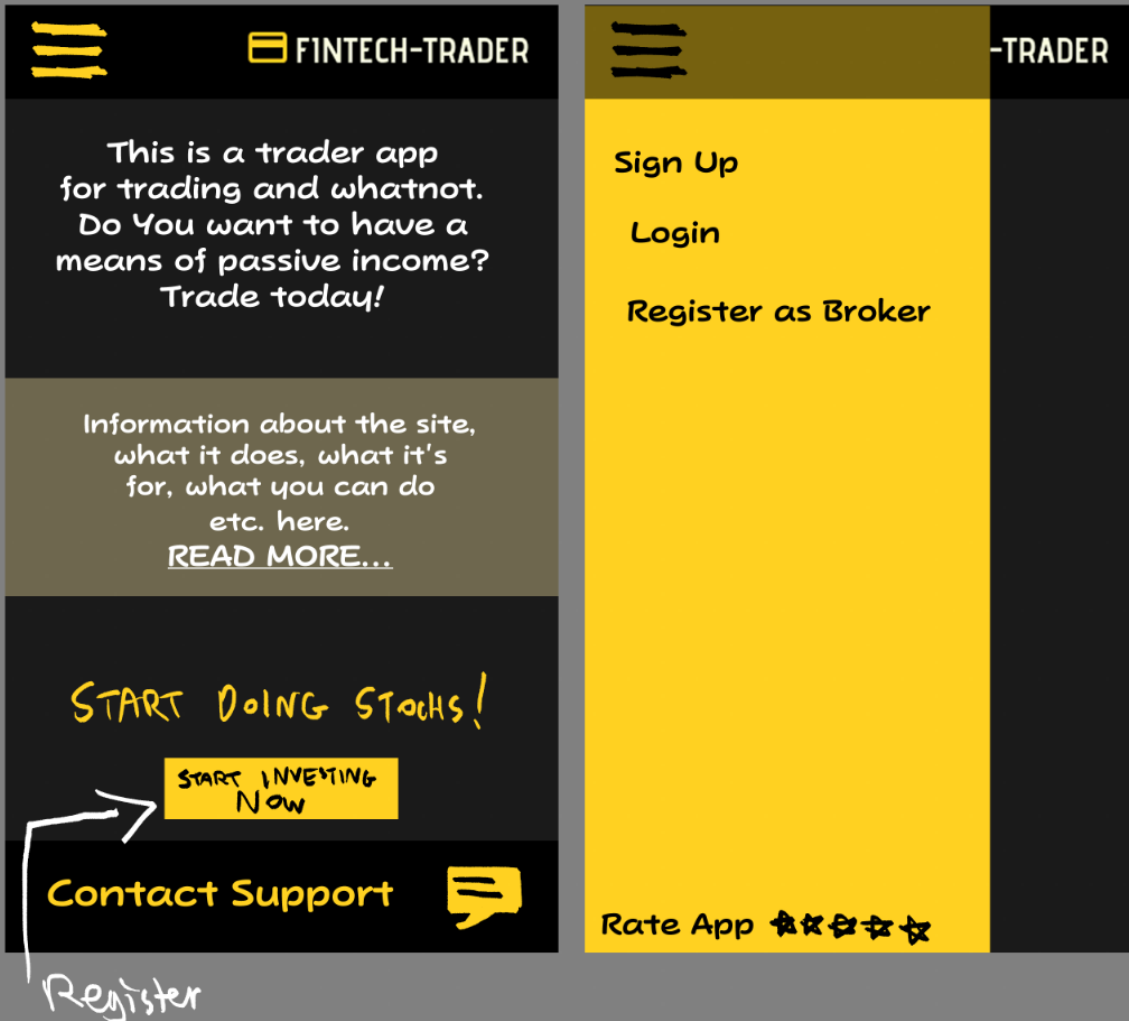 FINTECH-TRADER
This is a trader app
for trading and whatnot.
Do You want to have a
means of passive income?
Trade today!
Information about the site,
what it does, what it's
for, what you can do
etc. here.
READ MORE...
START DOING STOCKS!
START INVESTING
NOW
Contact Support
Register
-TRADER
Sign Up
Login
Register as Broker
Rate App